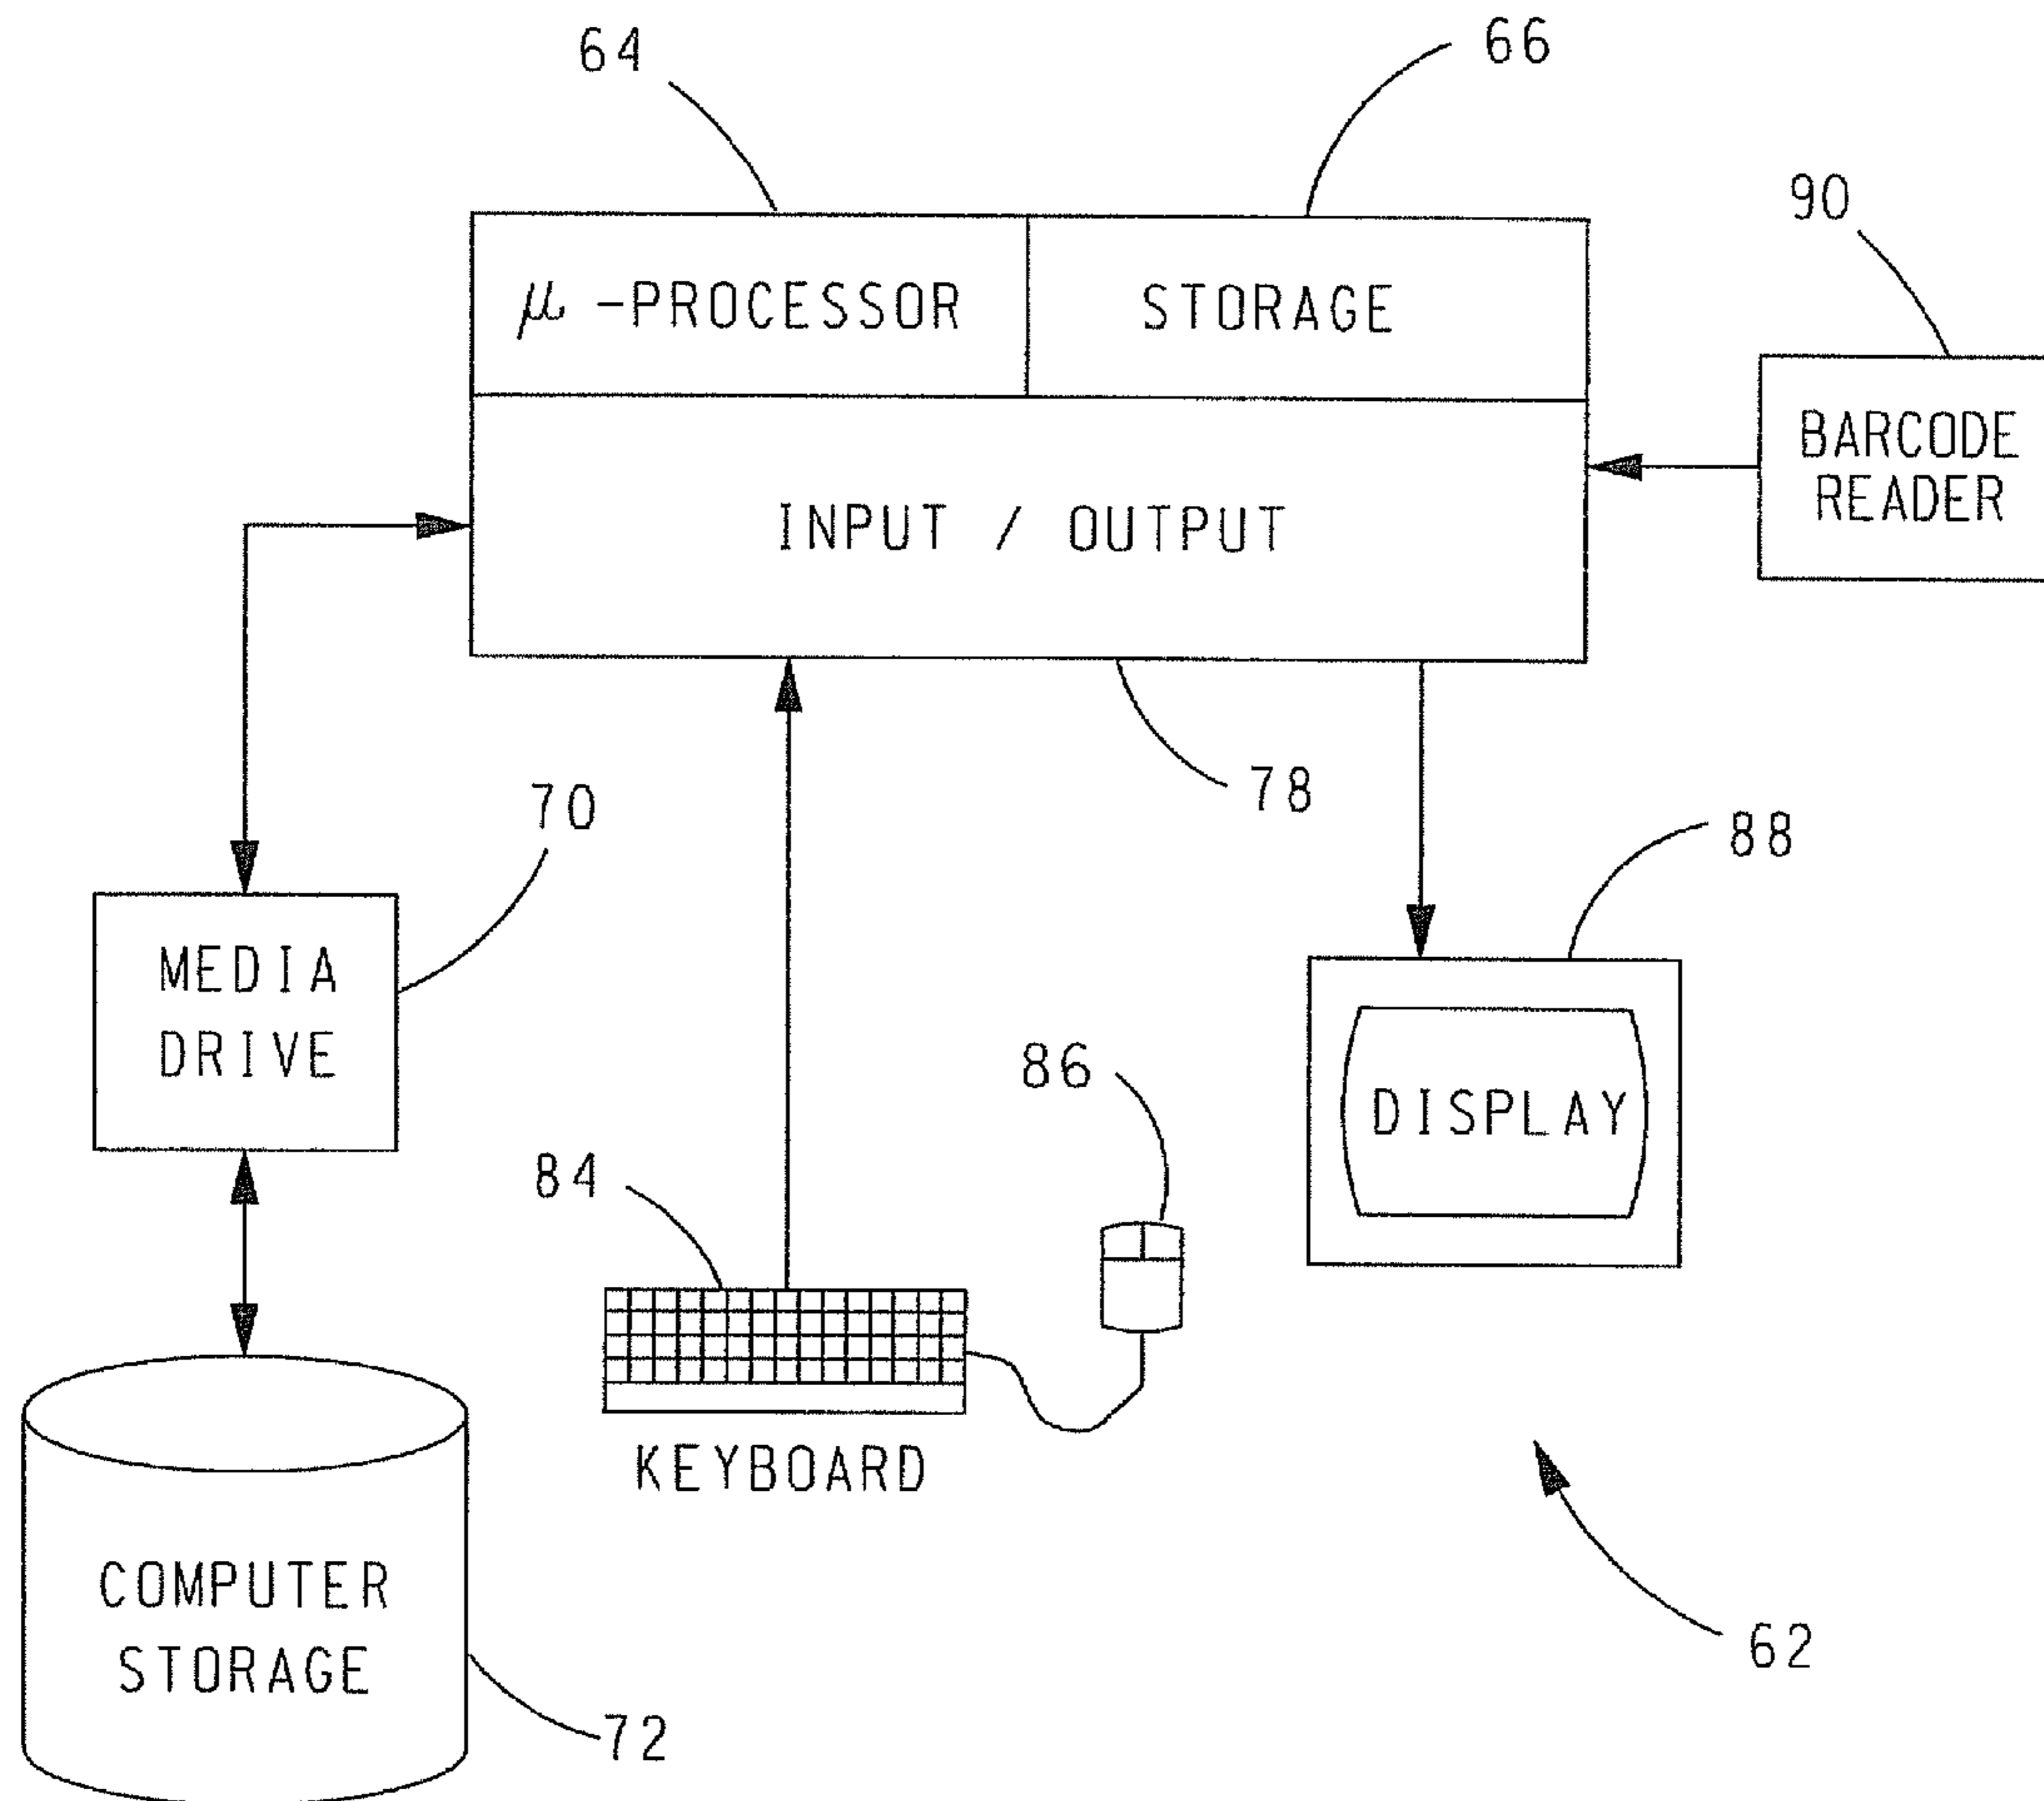 64
66
90
μ -PROCESSOR
STORAGE
BARCODE
READER
INPUT / OUTPUT
70
78
88
MEDIA
DRIVE
86
DISPLAY
84
KEYBOARD
COMPUTER
STORAGE
62
72